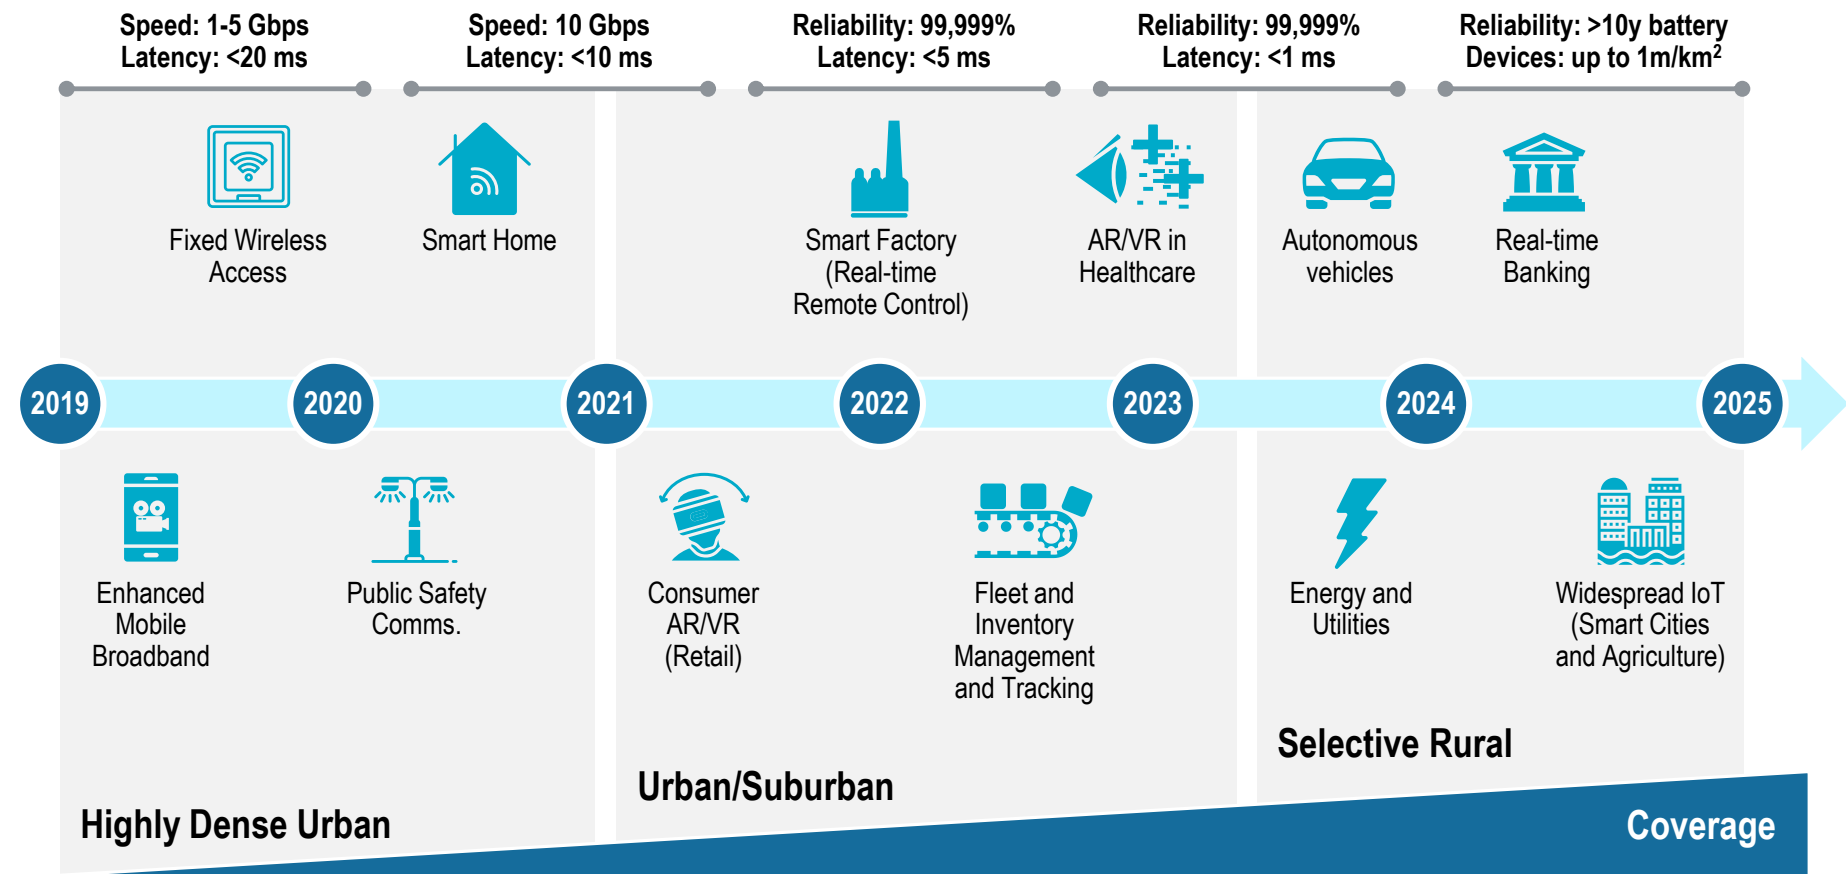 Speed: 1-5 Gbps
Latency: <20 ms
Speed: 10 Gbps
Latency: <10 ms
Reliability: 99,999%
Latency: <5 ms
Reliability: 99,999%
Latency: <1 ms
Reliability: >10y battery
Devices: up to 1m/km²
Fixed Wireless
Access
Smart Home
Smart Factory
(Real-time
Remote Control)
AR/VR in
Healthcare
Autonomous
vehicles
Real-time
Banking
2019
2020
2021
2022
2023
2024
2025
Enhanced
Mobile
Broadband
Public Safety
Comms.
Consumer
AR/VR
(Retail)
Fleet and
Inventory
Management
and Tracking
Energy and
Utilities
Widespread IoT
(Smart Cities
and Agriculture)
Highly Dense Urban
Urban/Suburban
Selective Rural
Coverage